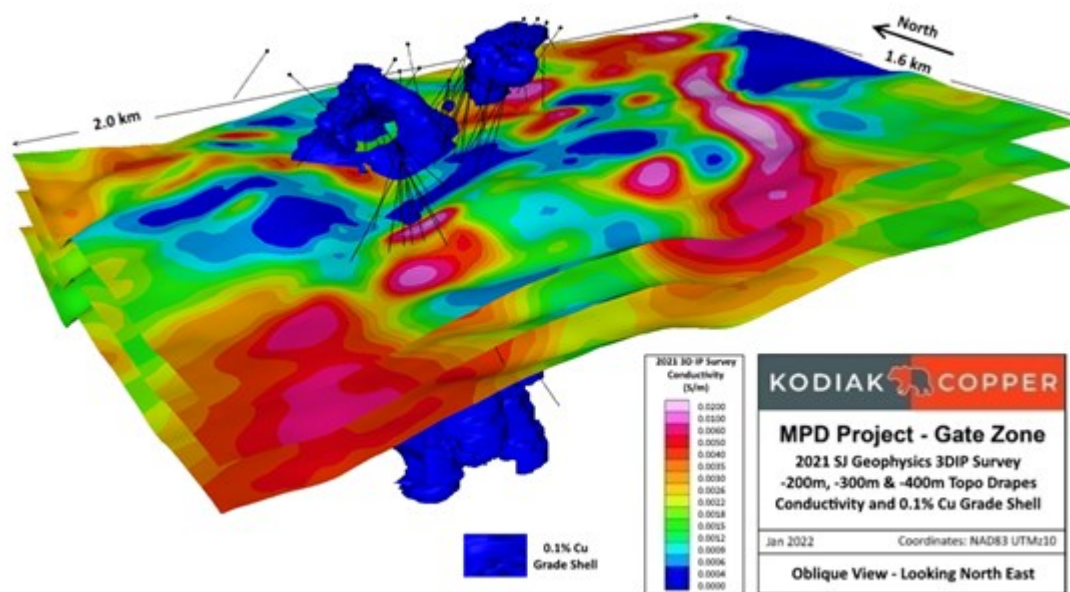 North
1.6 km
2.0 km
2021 3D IP Survey
Conductivity
(S/m)
0.0200
0.0100
0.0060
0.0050
0.0040
0.0035
0.0030
0.0026
0.0022
0.0018
0.0015
0.0012
0.0009
0.0006
0.0004
0.0000
KODIAK COPPER
MPD Project - Gate Zone
2021 SJ Geophysics 3DIP Survey
-200m, -300m & -400m Topo Drapes
Conductivity and 0.1% Cu Grade Shell
Jan 2022 Coordinates: NAD83 UTMz10
Oblique View - Looking North East
0.1% Cu
Grade Shell